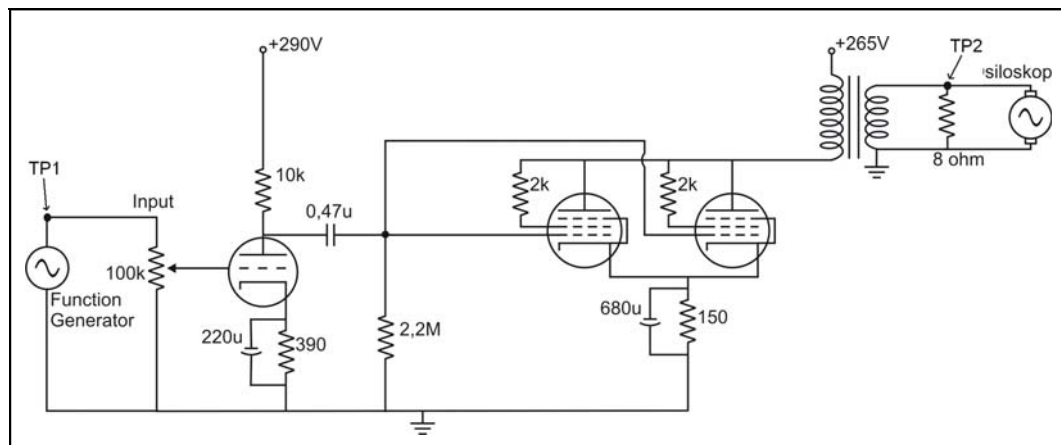 +290V
+265V
TP2
siloskop
TP1
Input
10k
0,47u
2k
2k
8 ohm
100k
Function
Generator
220u
390
2,2M
680u
150